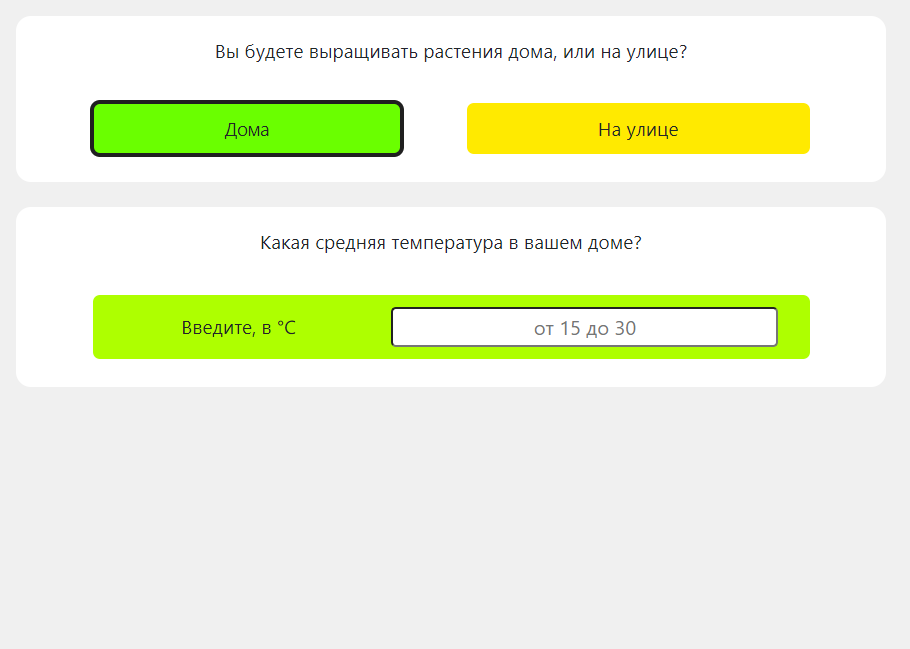 Вы будете выращивать растения дома, или на улице?
Дома
На улице
Какая средняя температура в вашем доме?
Введите, в °C
от 15 до 30